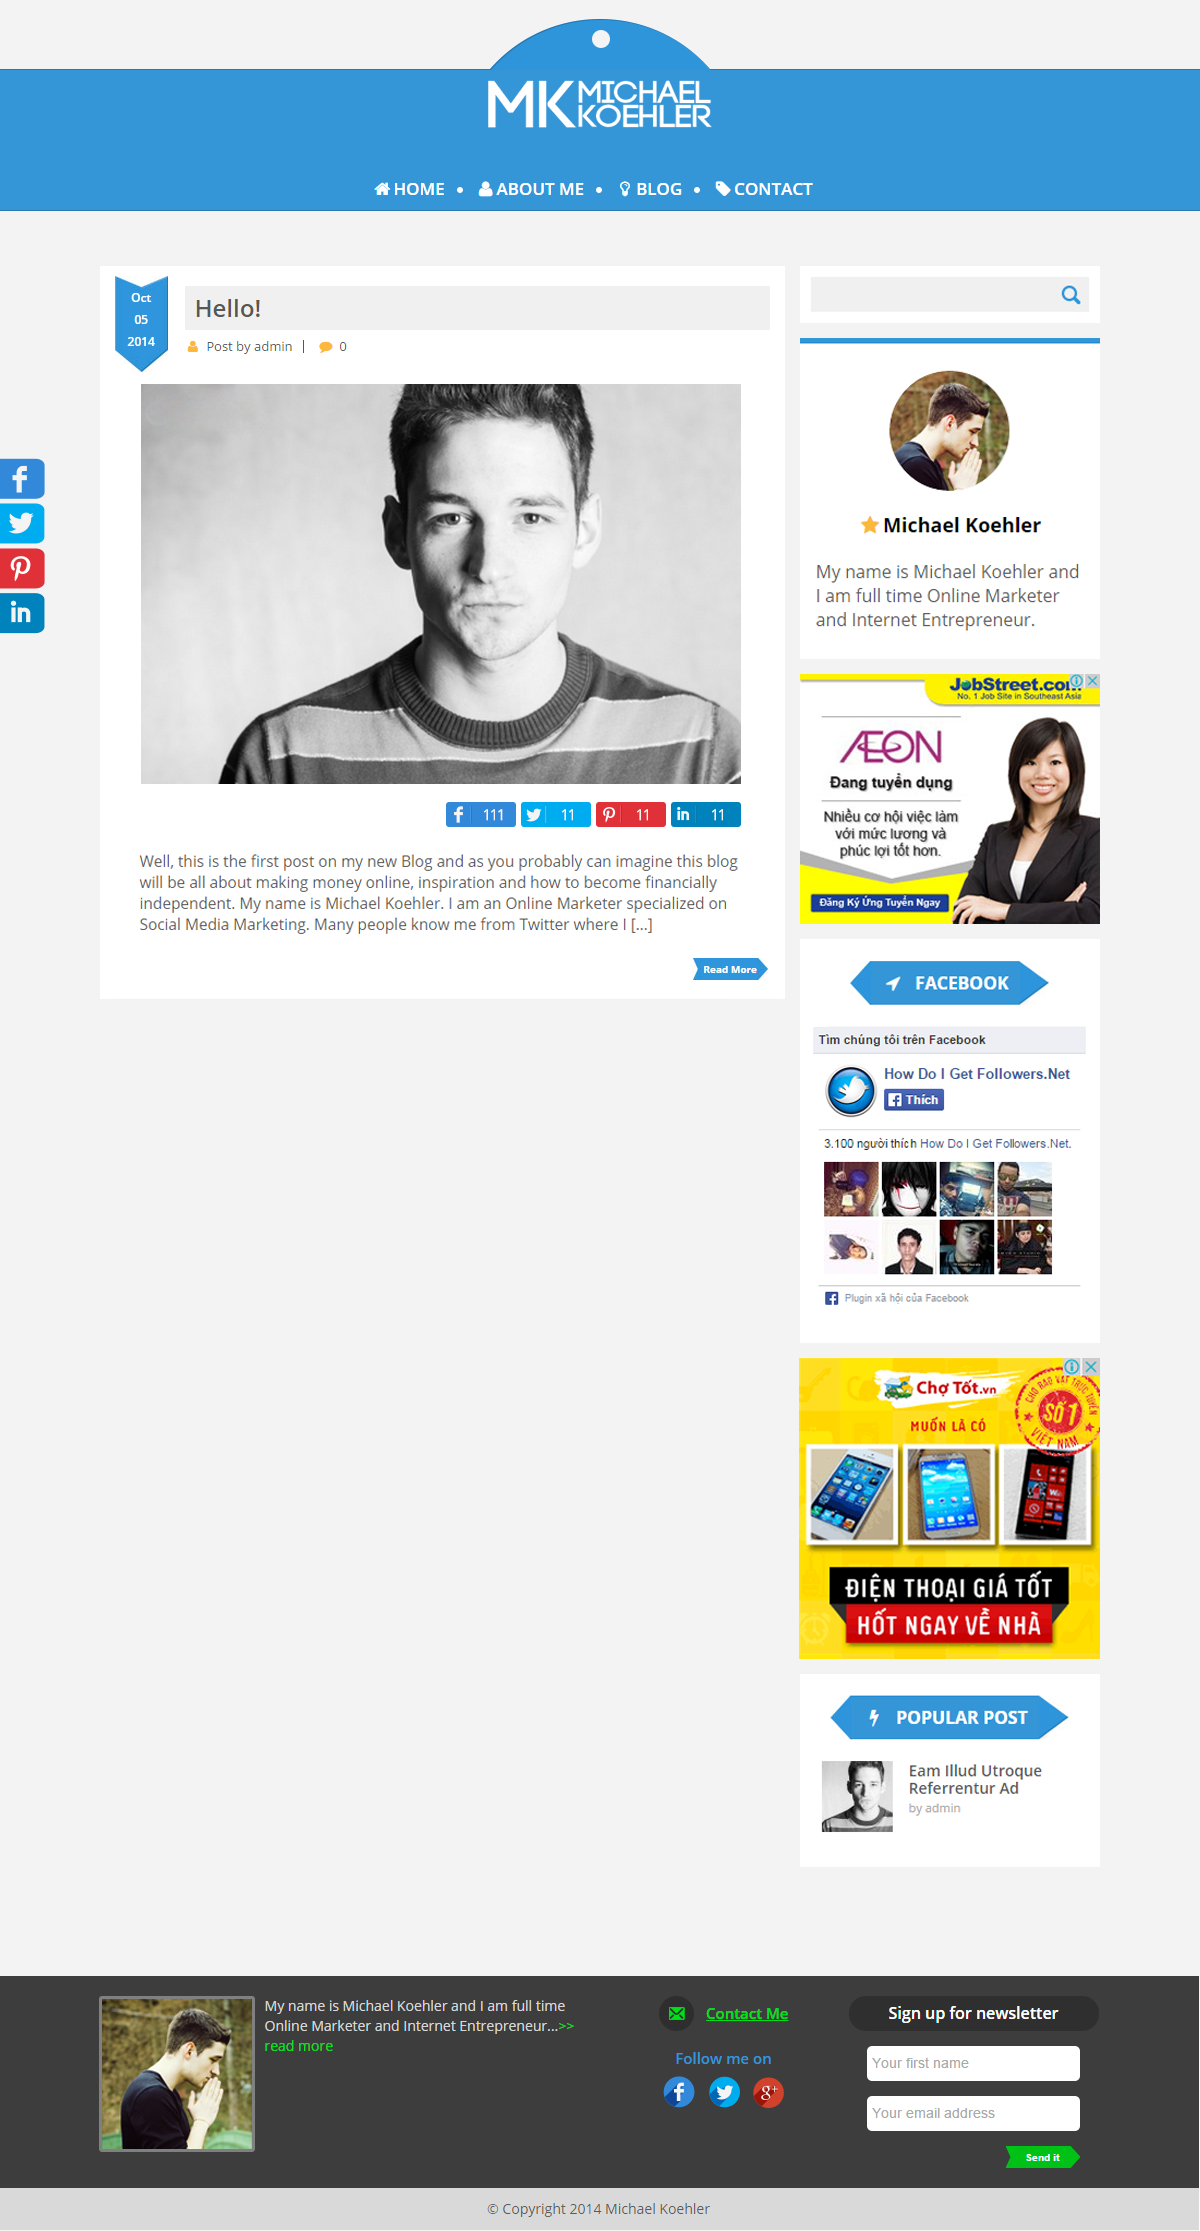 MK MICHAEL
KOEHLER
HOME • ABOUT ME • BLOG • CONTACT
Oct
05
2014
Hello!
Post by admin | 0
111 11 11 11
Well, this is the first post on my new Blog and as you probably can imagine this blog
will be all about making money online, inspiration and how to become financially
independent. My name is Michael Koehler. I am an Online Marketer specialized on
Social Media Marketing. Many people know me from Twitter where I [...]
Read More
Michael Koehler
My name is Michael Koehler and
I am full time Online Marketer
and Internet Entrepreneur.
JobStreet.com
No. 1 Job Site in Southeast Asia
ÆON
Đang tuyển dụng
Nhiều cơ hội việc làm
với mức lương và
phúc lợi tốt hơn.
Đăng Ký Ứng Tuyển Ngay
FACEBOOK
Tìm chúng tôi trên Facebook
How Do I Get Followers.Net
Thích
3.100 người thích How Do I Get Followers.Net.
Plugin xã hội của Facebook
Chợ Tốt.vn
CHỢ RAO VẶT TRỰC TUYẾN
SỐ 1
VIỆT NAM
MUỐN LÀ CÓ
ĐIỆN THOẠI GIÁ TỐT
HỐT NGAY VỀ NHÀ
POPULAR POST
Eam Illud Utroque
Referrentur Ad
by admin
My name is Michael Koehler and I am full time
Online Marketer and Internet Entrepreneur...>>
read more
Contact Me
Follow me on
Sign up for newsletter
Your first name
Your email address
Send it
© Copyright 2014 Michael Koehler